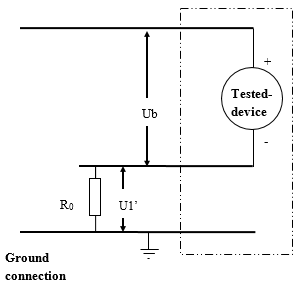 +
Tested-
device
Ub
-
R0
U1’
Ground
connection